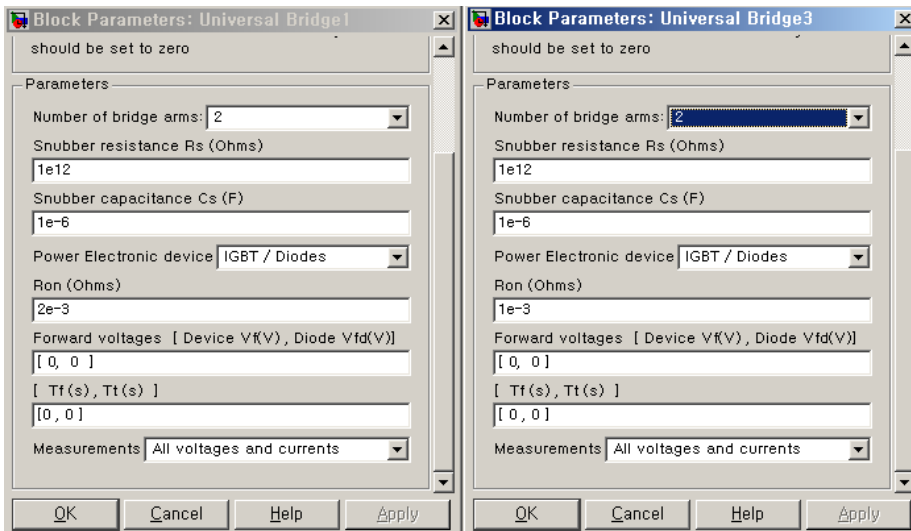 Block Parameters: Universal Bridge1
should be set to zero
Parameters
Number of bridge arms: 2
Snubber resistance Rs (Ohms)
1e12
Snubber capacitance Cs (F)
1e-6
Power Electronic device IGBT / Diodes
Ron (Ohms)
2e-3
Forward voltages [ Device Vf(V) , Diode Vfd(V)]
[ 0, 0 ]
[ Tf (s) , Tt (s) ]
[0 , 0 ]
Measurements All voltages and currents
OK Cancel Help Apply
Block Parameters: Universal Bridge3
should be set to zero
Parameters
Number of bridge arms: 2
Snubber resistance Rs (Ohms)
1e12
Snubber capacitance Cs (F)
1e-6
Power Electronic device IGBT / Diodes
Ron (Ohms)
1e-3
Forward voltages [ Device Vf(V) , Diode Vfd(V)]
[ 0, 0 ]
[ Tf (s) , Tt (s) ]
[ 0 , 0 ]
Measurements All voltages and currents
OK Cancel Help Apply